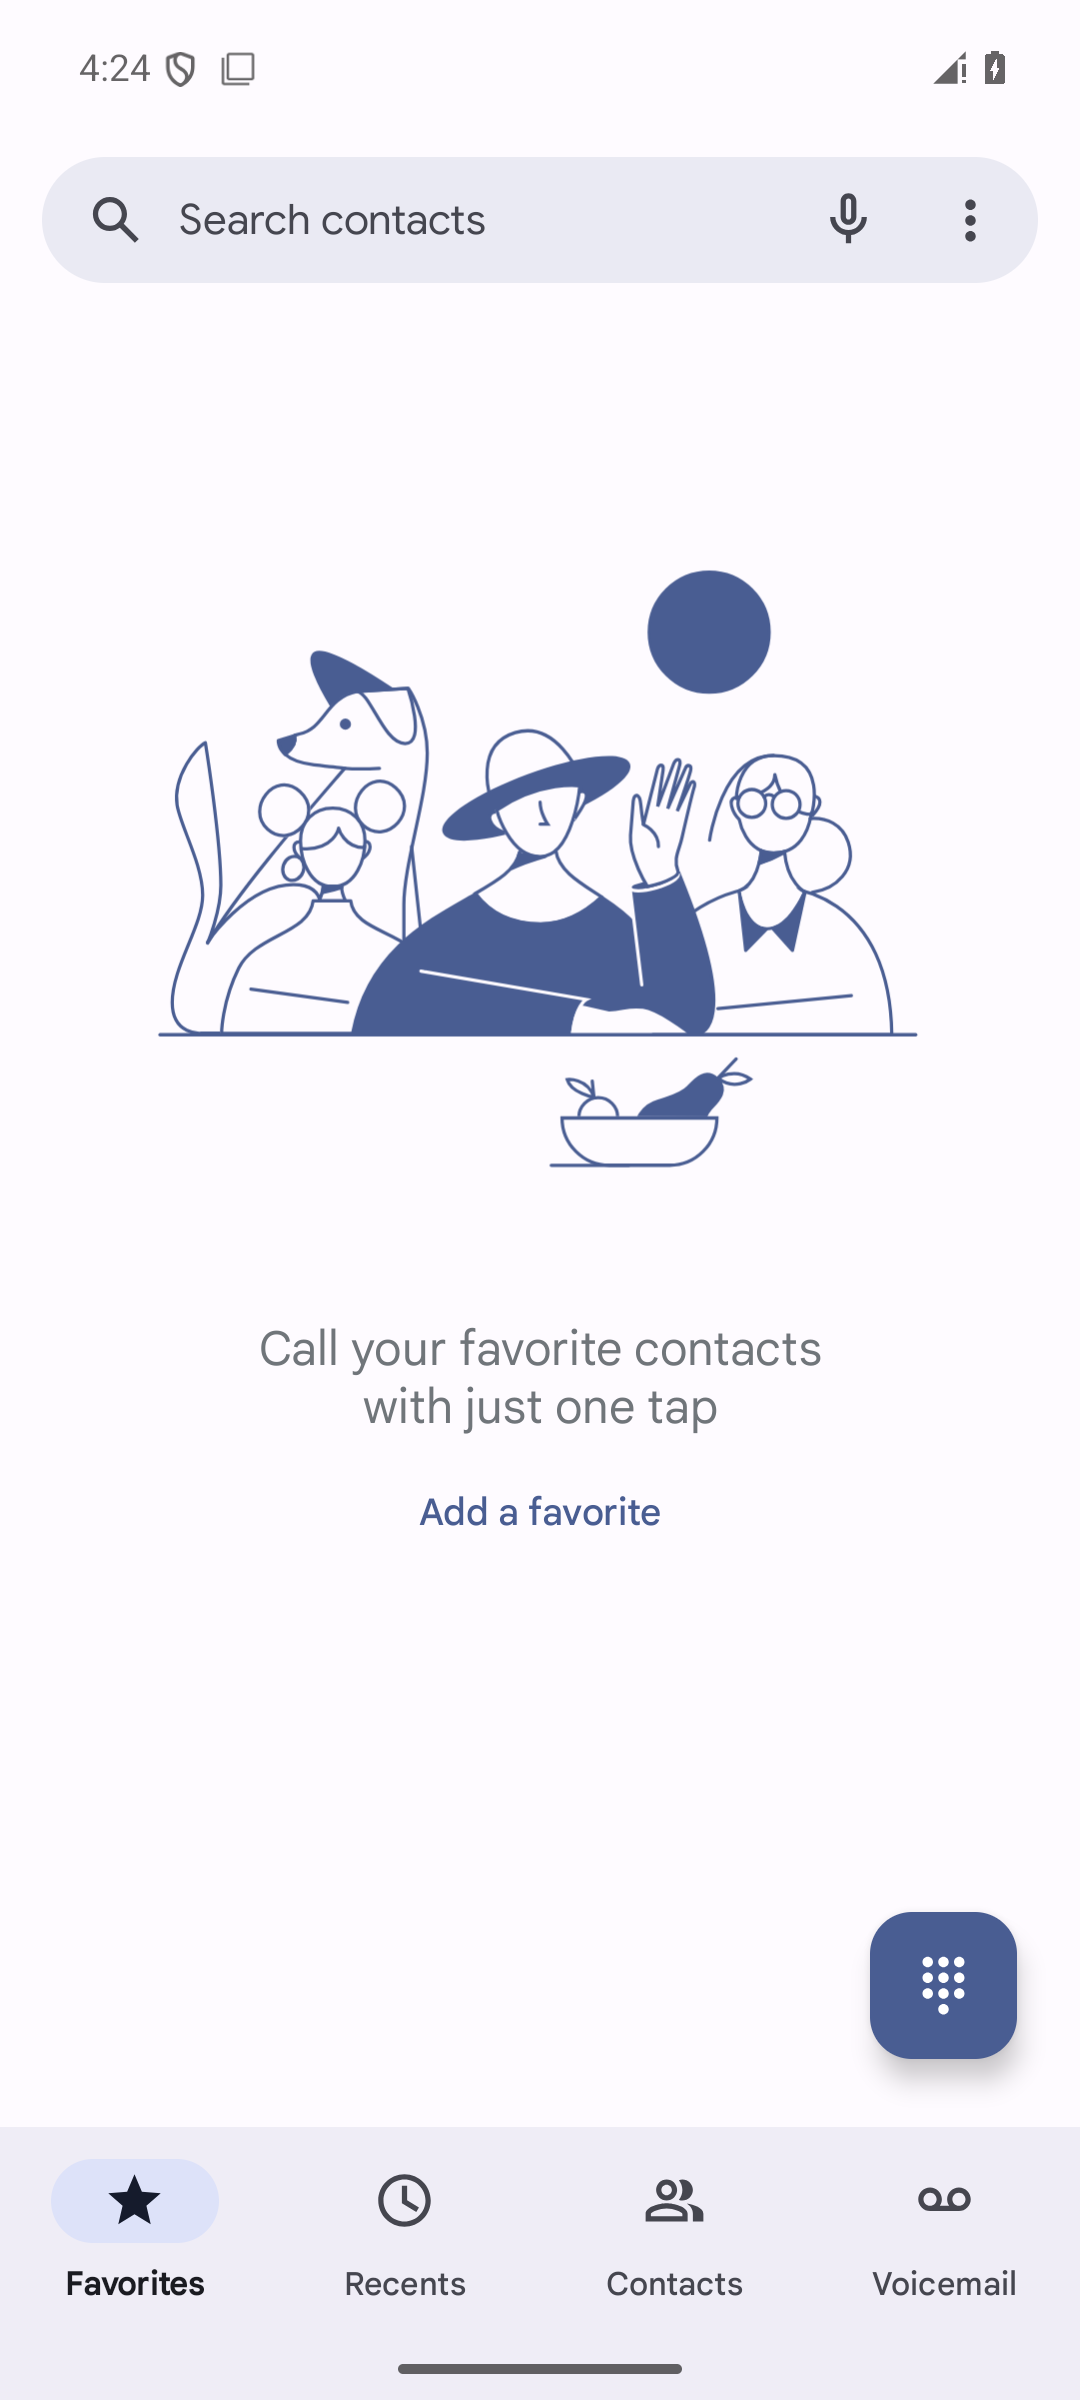 4:24
Search contacts
Call your favorite contacts
with just one tap
Add a favorite
Favorites
Recents
Contacts
Voicemail